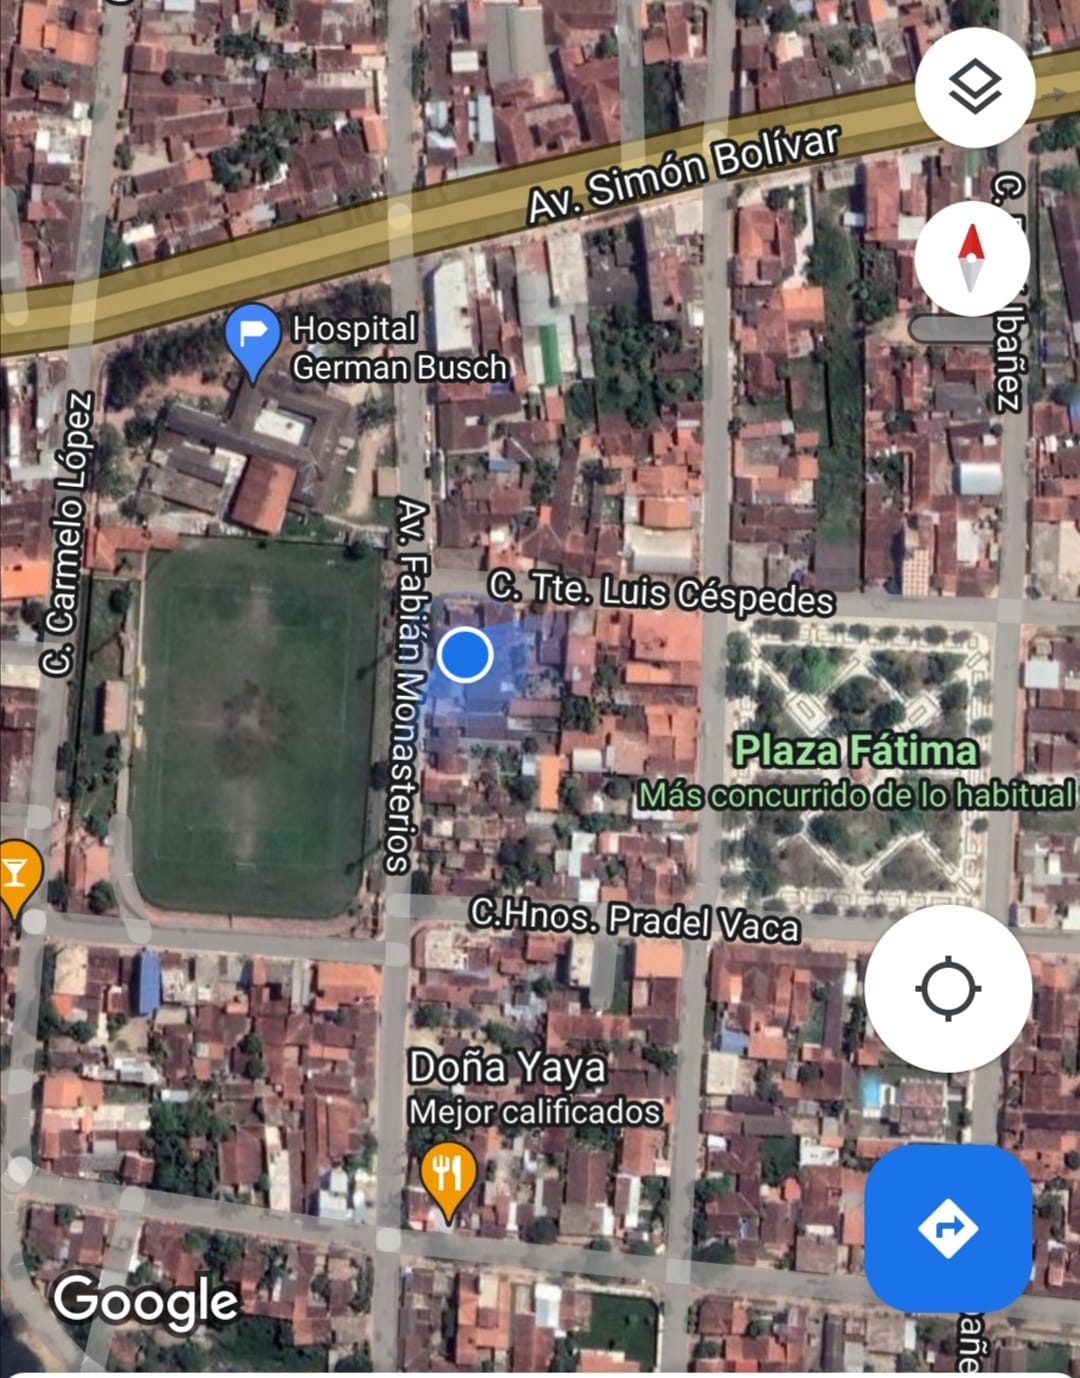 Av. Simón Bolívar
C.
Ibañez
Hospital
German Busch
C. Carmelo López
Av. Fabián Monasterios
C. Tte. Luis Céspedes
Plaza Fátima
Más concurrido de lo habitual
C.Hnos. Pradel Vaca
Doña Yaya
Mejor calificados
Google